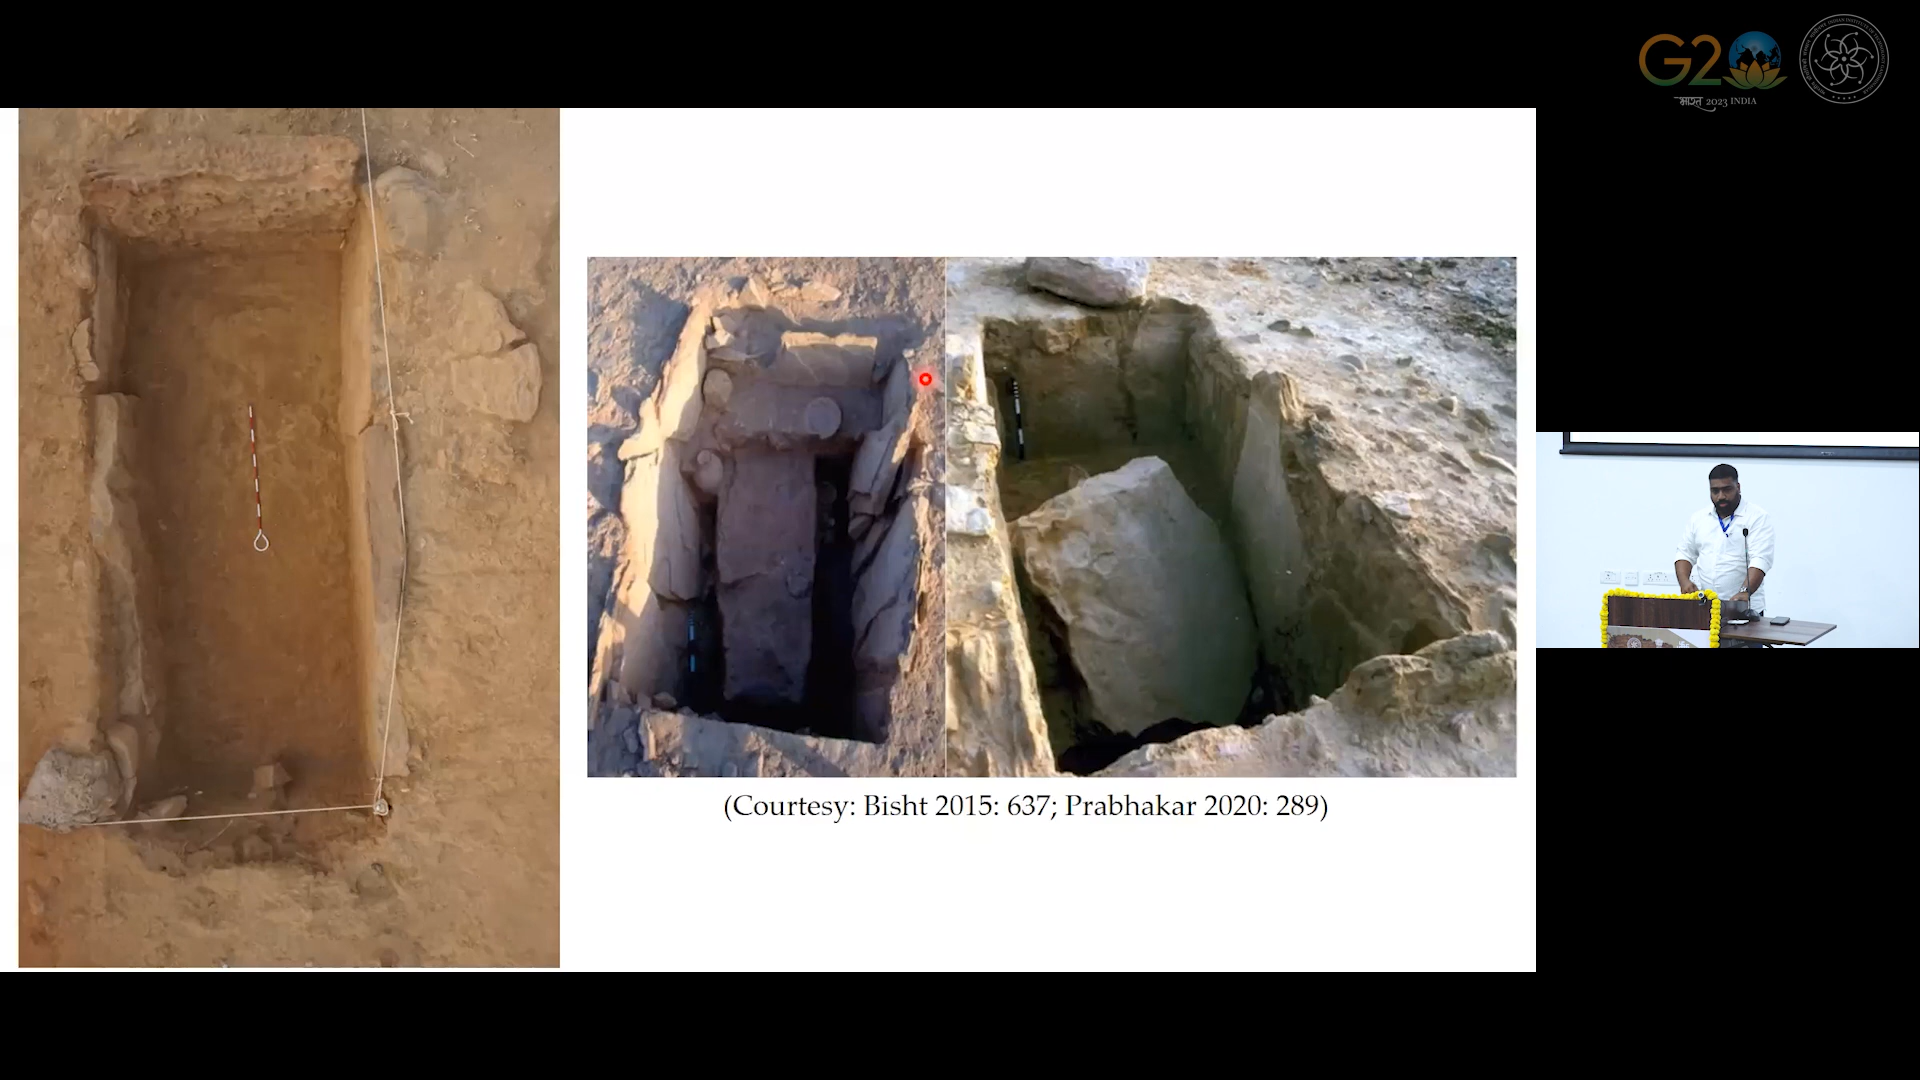 G20
भारत 2023 INDIA
(Courtesy: Bisht 2015: 637; Prabhakar 2020: 289)